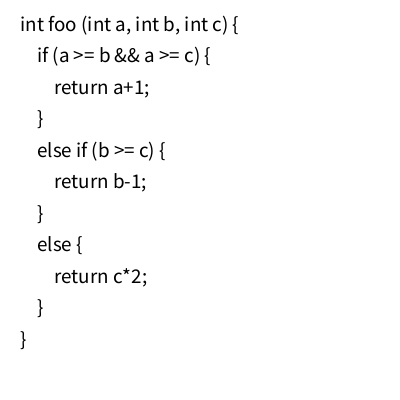 int foo (int a, int b, int c) {
    if (a >= b && a >= c) {
        return a+1;
    }
    else if (b >= c) {
        return b-1;
    }
    else {
        return c*2;
    }
}